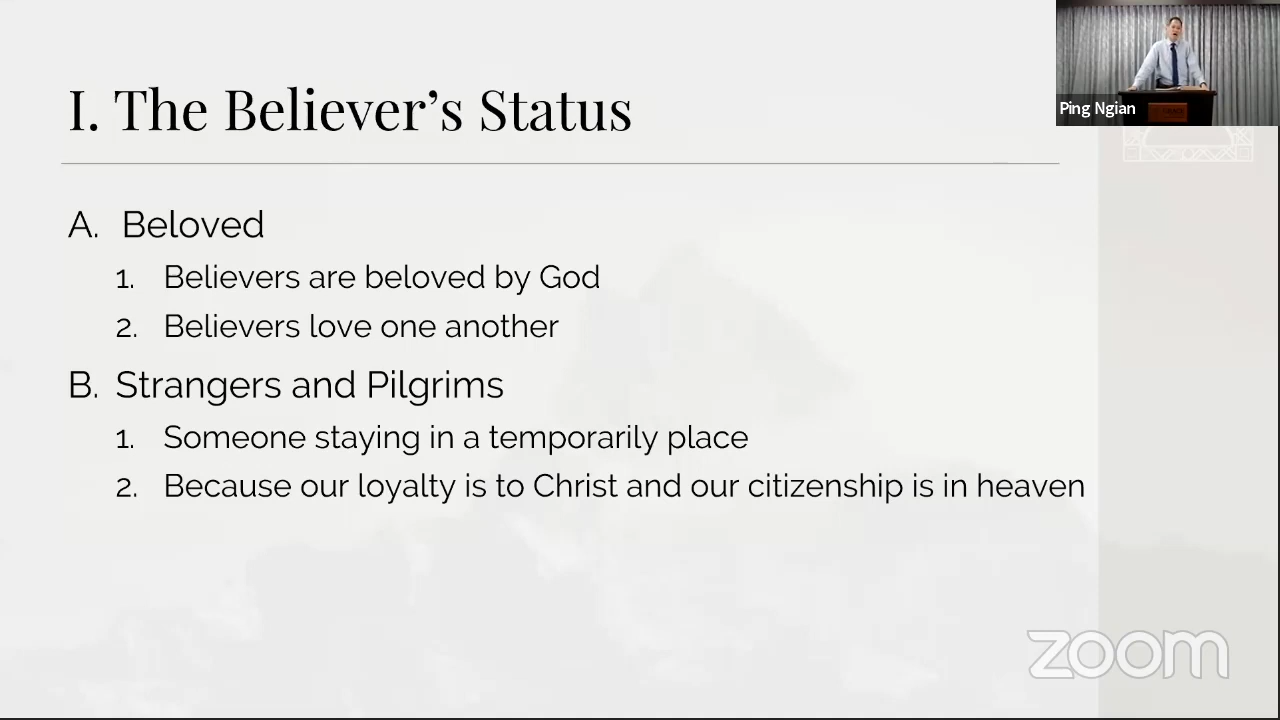 I. The Believer’s Status
Ping Ngian
A. Beloved
1. Believers are beloved by God
2. Believers love one another
B. Strangers and Pilgrims
1. Someone staying in a temporarily place
2. Because our loyalty is to Christ and our citizenship is in heaven
zoom